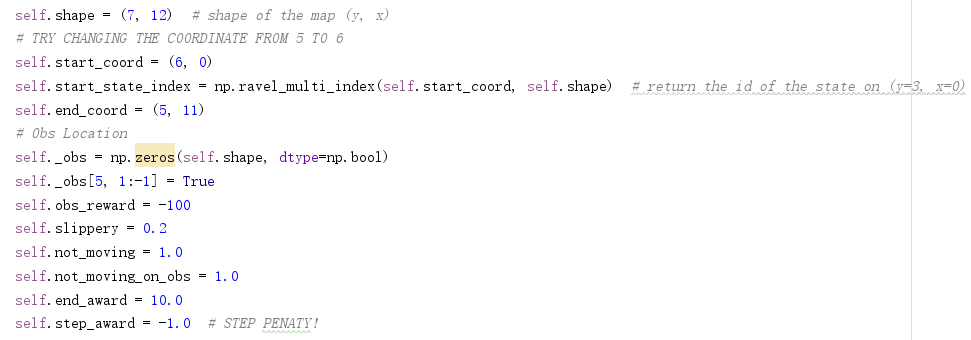 self.shape = (7, 12)  # shape of the map (y, x)
# TRY CHANGING THE COORDINATE FROM 5 TO 6
self.start_coord = (6, 0)
self.start_state_index = np.ravel_multi_index(self.start_coord, self.shape)  # return the id of the state on (y=3, x=0)
self.end_coord = (5, 11)
# Obs Location
self._obs = np.zeros(self.shape, dtype=np.bool)
self._obs[5, 1:-1] = True
self.obs_reward = -100
self.slippery = 0.2
self.not_moving = 1.0
self.not_moving_on_obs = 1.0
self.end_award = 10.0
self.step_award = -1.0  # STEP PENATY!